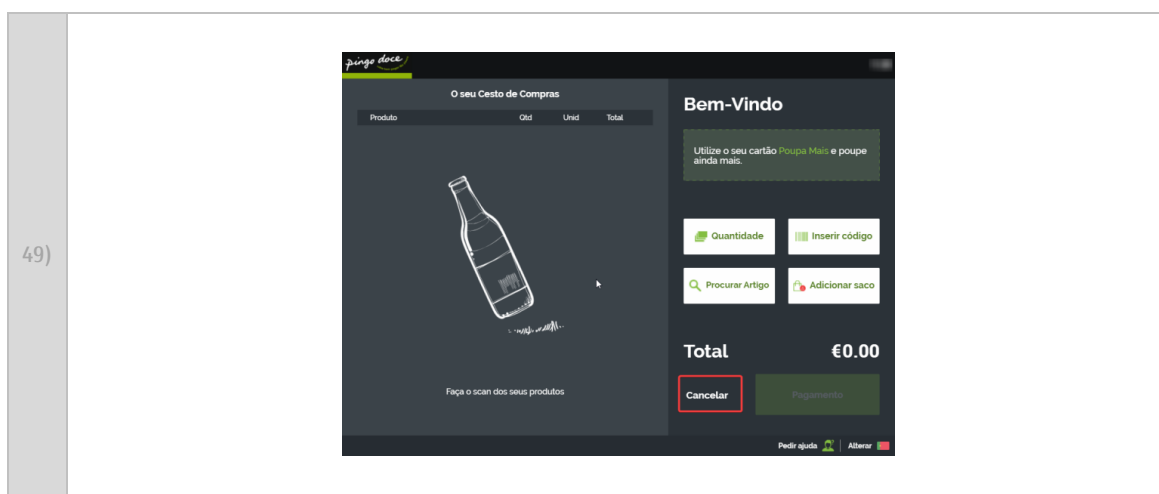 49)
pingo doce
O seu Cesto de Compras
Produto Qtd Unid Total
Faça o scan dos seus produtos
Bem-Vindo
Utilize o seu cartão Poupa Mais e poupe
ainda mais.
Quantidade
Inserir código
Procurar Artigo
Adicionar saco
Total €0.00
Cancelar
Pagamento
Pedir ajuda
Alterar